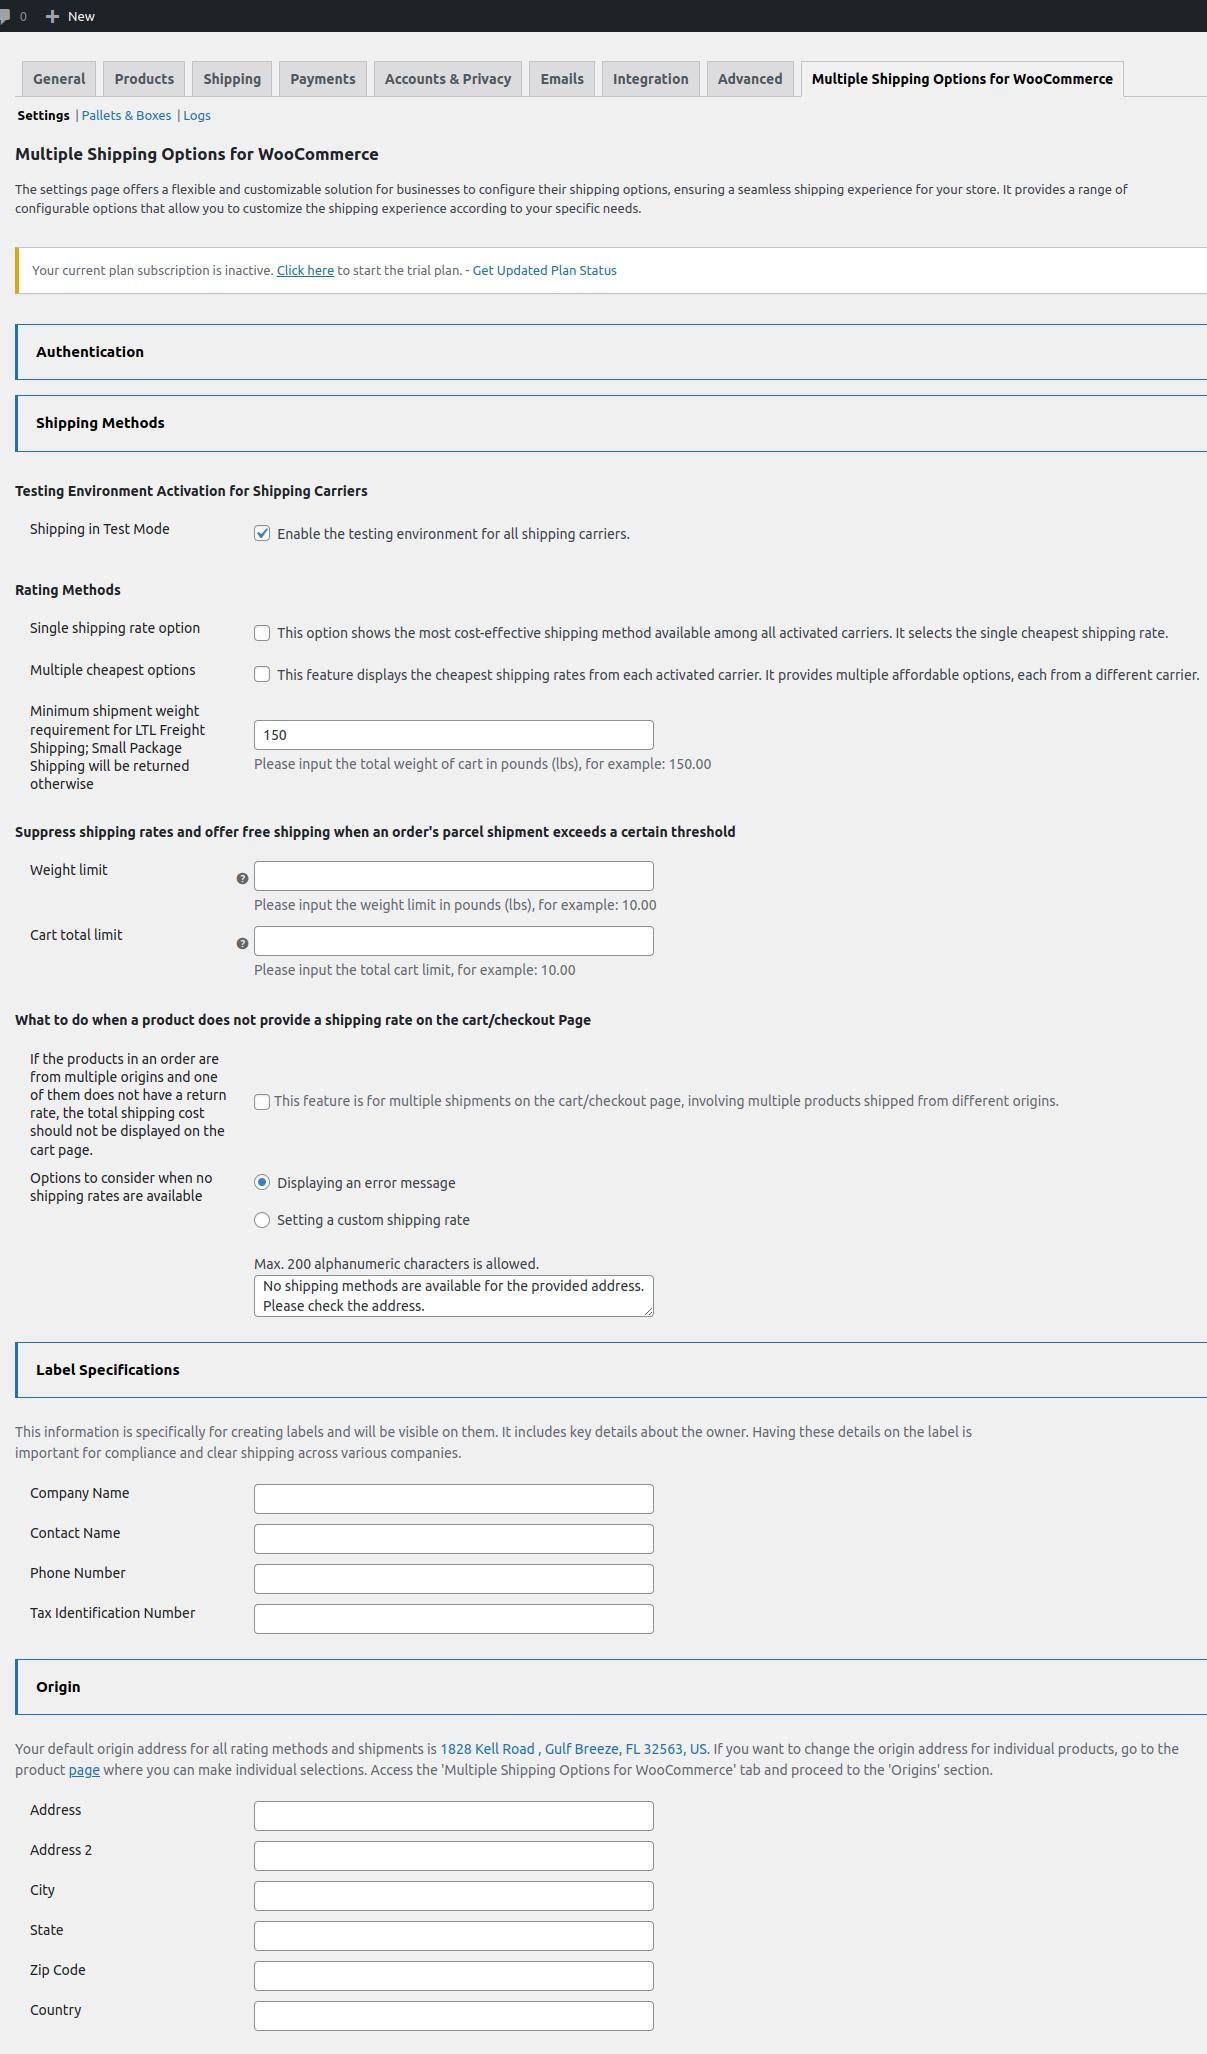 0 New
General Products Shipping Payments Accounts & Privacy Emails Integration Advanced Multiple Shipping Options for WooCommerce
Settings | Pallets & Boxes | Logs
Multiple Shipping Options for WooCommerce
The settings page offers a flexible and customizable solution for businesses to configure their shipping options, ensuring a seamless shipping experience for your store. It provides a range of
configurable options that allow you to customize the shipping experience according to your specific needs.
Your current plan subscription is inactive. Click here to start the trial plan. - Get Updated Plan Status
Authentication
Shipping Methods
Testing Environment Activation for Shipping Carriers
Shipping in Test Mode
Enable the testing environment for all shipping carriers.
Rating Methods
Single shipping rate option
This option shows the most cost-effective shipping method available among all activated carriers. It selects the single cheapest shipping rate.
Multiple cheapest options
This feature displays the cheapest shipping rates from each activated carrier. It provides multiple affordable options, each from a different carrier.
Minimum shipment weight
requirement for LTL Freight
Shipping; Small Package
Shipping will be returned
otherwise
150
Please input the total weight of cart in pounds (lbs), for example: 150.00
Suppress shipping rates and offer free shipping when an order's parcel shipment exceeds a certain threshold
Weight limit
?
Please input the weight limit in pounds (lbs), for example: 10.00
Cart total limit
?
Please input the total cart limit, for example: 10.00
What to do when a product does not provide a shipping rate on the cart/checkout Page
If the products in an order are
from multiple origins and one
of them does not have a return
rate, the total shipping cost
should not be displayed on the
cart page.
This feature is for multiple shipments on the cart/checkout page, involving multiple products shipped from different origins.
Options to consider when no
shipping rates are available
Displaying an error message
Setting a custom shipping rate
Max. 200 alphanumeric characters is allowed.
No shipping methods are available for the provided address.
Please check the address.
Label Specifications
This information is specifically for creating labels and will be visible on them. It includes key details about the owner. Having these details on the label is
important for compliance and clear shipping across various companies.
Company Name
Contact Name
Phone Number
Tax Identification Number
Origin
Your default origin address for all rating methods and shipments is 1828 Kell Road , Gulf Breeze, FL 32563, US. If you want to change the origin address for individual products, go to the
product page where you can make individual selections. Access the 'Multiple Shipping Options for WooCommerce' tab and proceed to the 'Origins' section.
Address
Address 2
City
State
Zip Code
Country